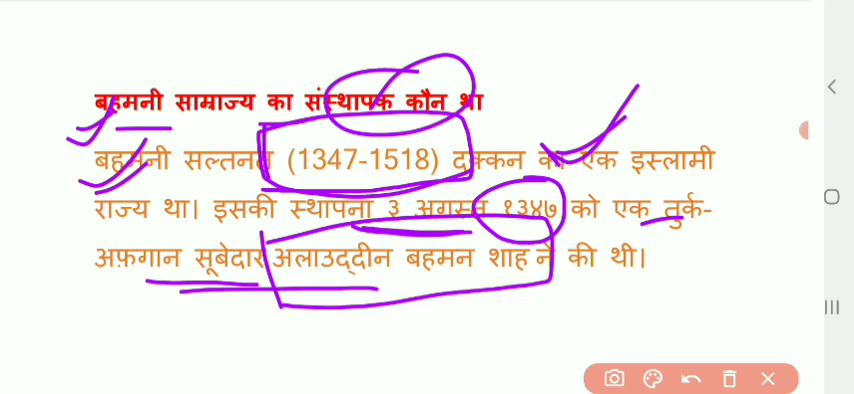 बहमनी साम्राज्य का संस्थापक कौन था
बहमनी सल्तनत (1347-1518) दक्कन का एक इस्लामी
राज्य था। इसकी स्थापना ३ अगस्त १३४७ को एक तुर्क-
अफ़गान सूबेदार अलाउद्दीन बहमन शाह ने की थी।